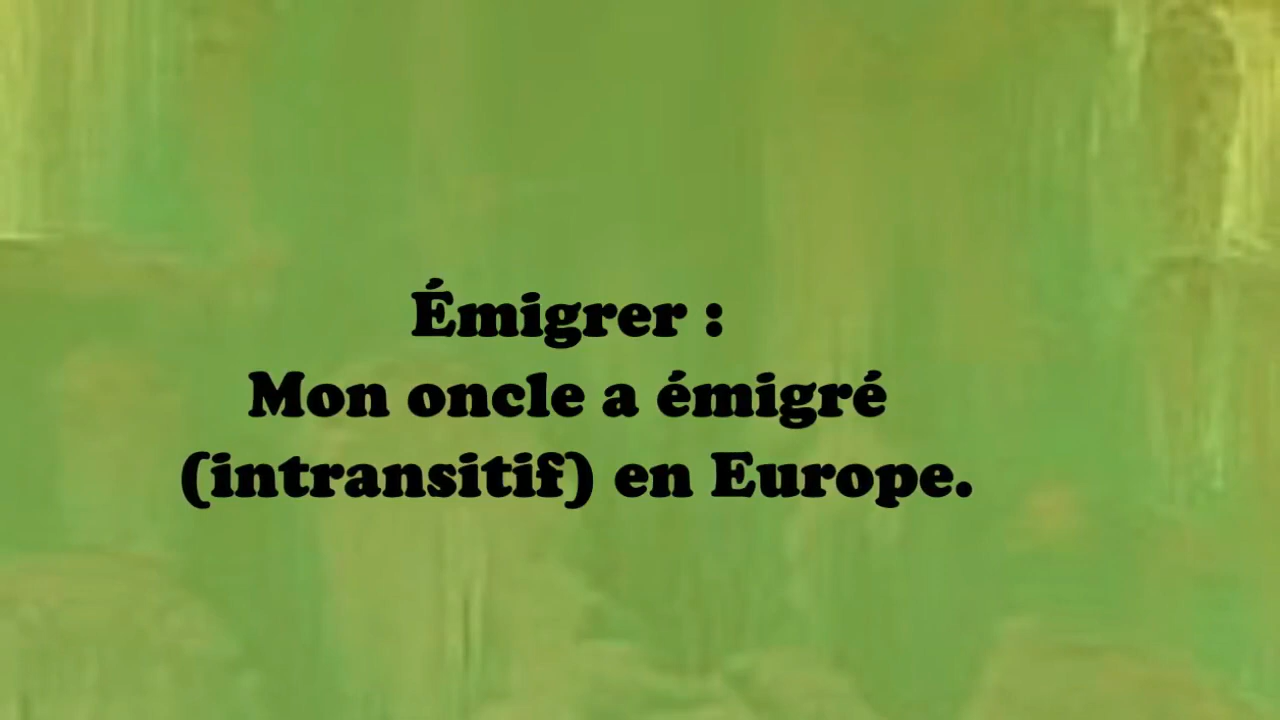 Émigrer :
Mon oncle a émigré
(intransitif) en Europe.